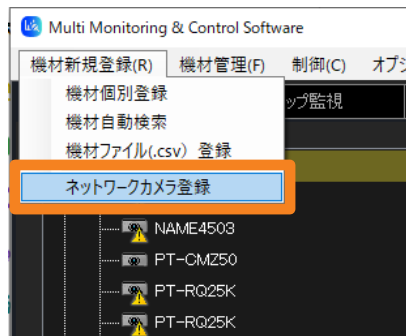 Multi Monitoring & Control Software
機材新規登録(R) 機材管理(F) 制御(C) オプ
機材個別登録
ップ監視
機材自動検索
機材ファイル(.csv) 登録
ネットワークカメラ登録
NAME4503
PT-CMZ50
PT-RQ25K
PT-RQ25K